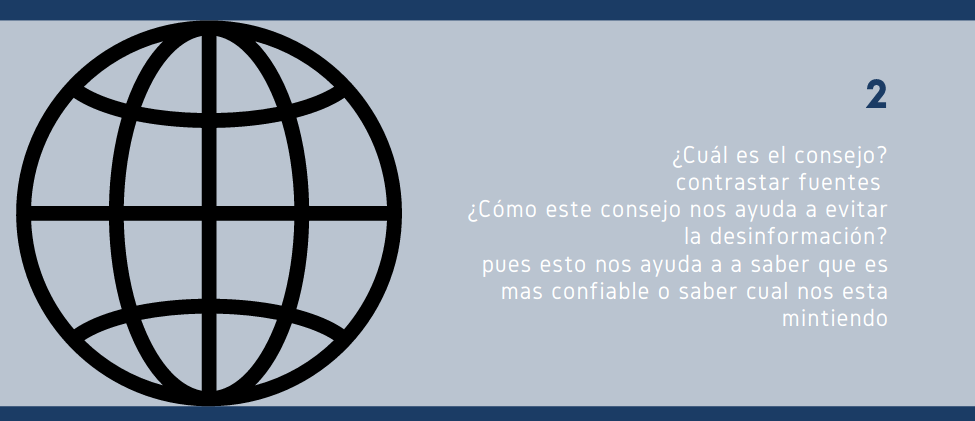 2
¿Cuál es el consejo?
contrastar fuentes
¿Cómo este consejo nos ayuda a evitar
la desinformación?
pues esto nos ayuda a a saber que es
mas confiable o saber cual nos esta
mintiendo